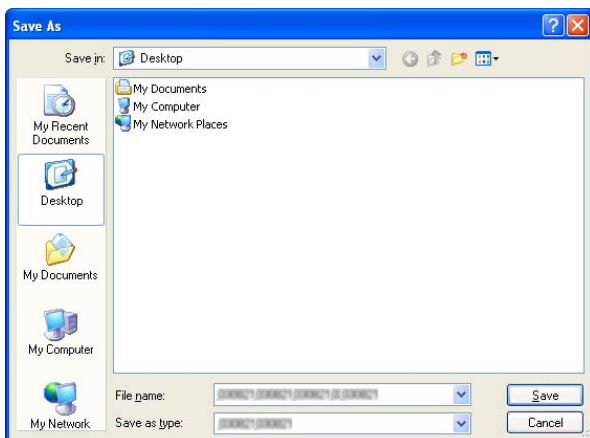 Save As
Save in: Desktop
My Recent Documents
Desktop
My Documents
My Computer
My Network
My Documents
My Computer
My Network Places
File name:
Save
Save as type:
Cancel